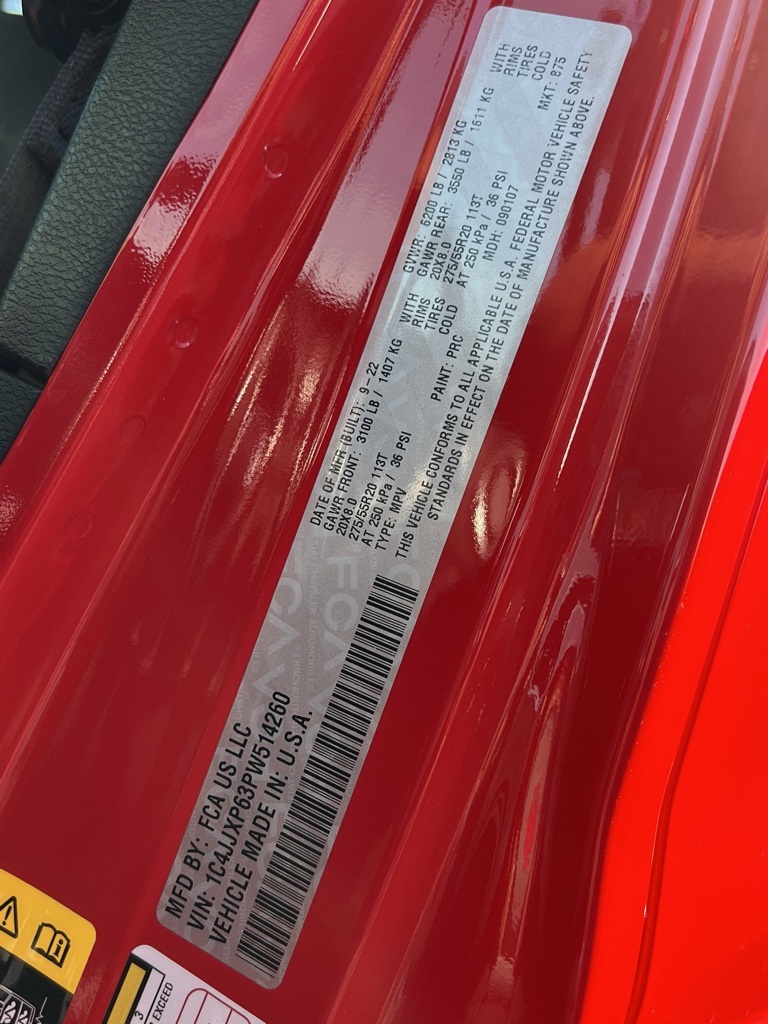 MFD BY: FCA US LLC
VIN: 1C4JJXP63PW514260
VEHICLE MADE IN: U.S.A.
DATE OF MFR (BUILT): 9-22
GAWR FRONT: 3100 LB / 1407 KG WITH
20X8.0 RIMS
275/55R20 113T TIRES
AT 250 kPa / 36 PSI COLD
TYPE: MPV PAINT: PRC
GVWR: 6200 LB / 2813 KG
GAWR REAR: 3550 LB / 1611 KG WITH
20X8.0 RIMS
275/55R20 113T TIRES
AT 250 kPa / 36 PSI COLD
MDH: 090107 MKT: 875
THIS VEHICLE CONFORMS TO ALL APPLICABLE U.S.A. FEDERAL MOTOR VEHICLE SAFETY
STANDARDS IN EFFECT ON THE DATE OF MANUFACTURE SHOWN ABOVE.
FCA
3
EXCEED